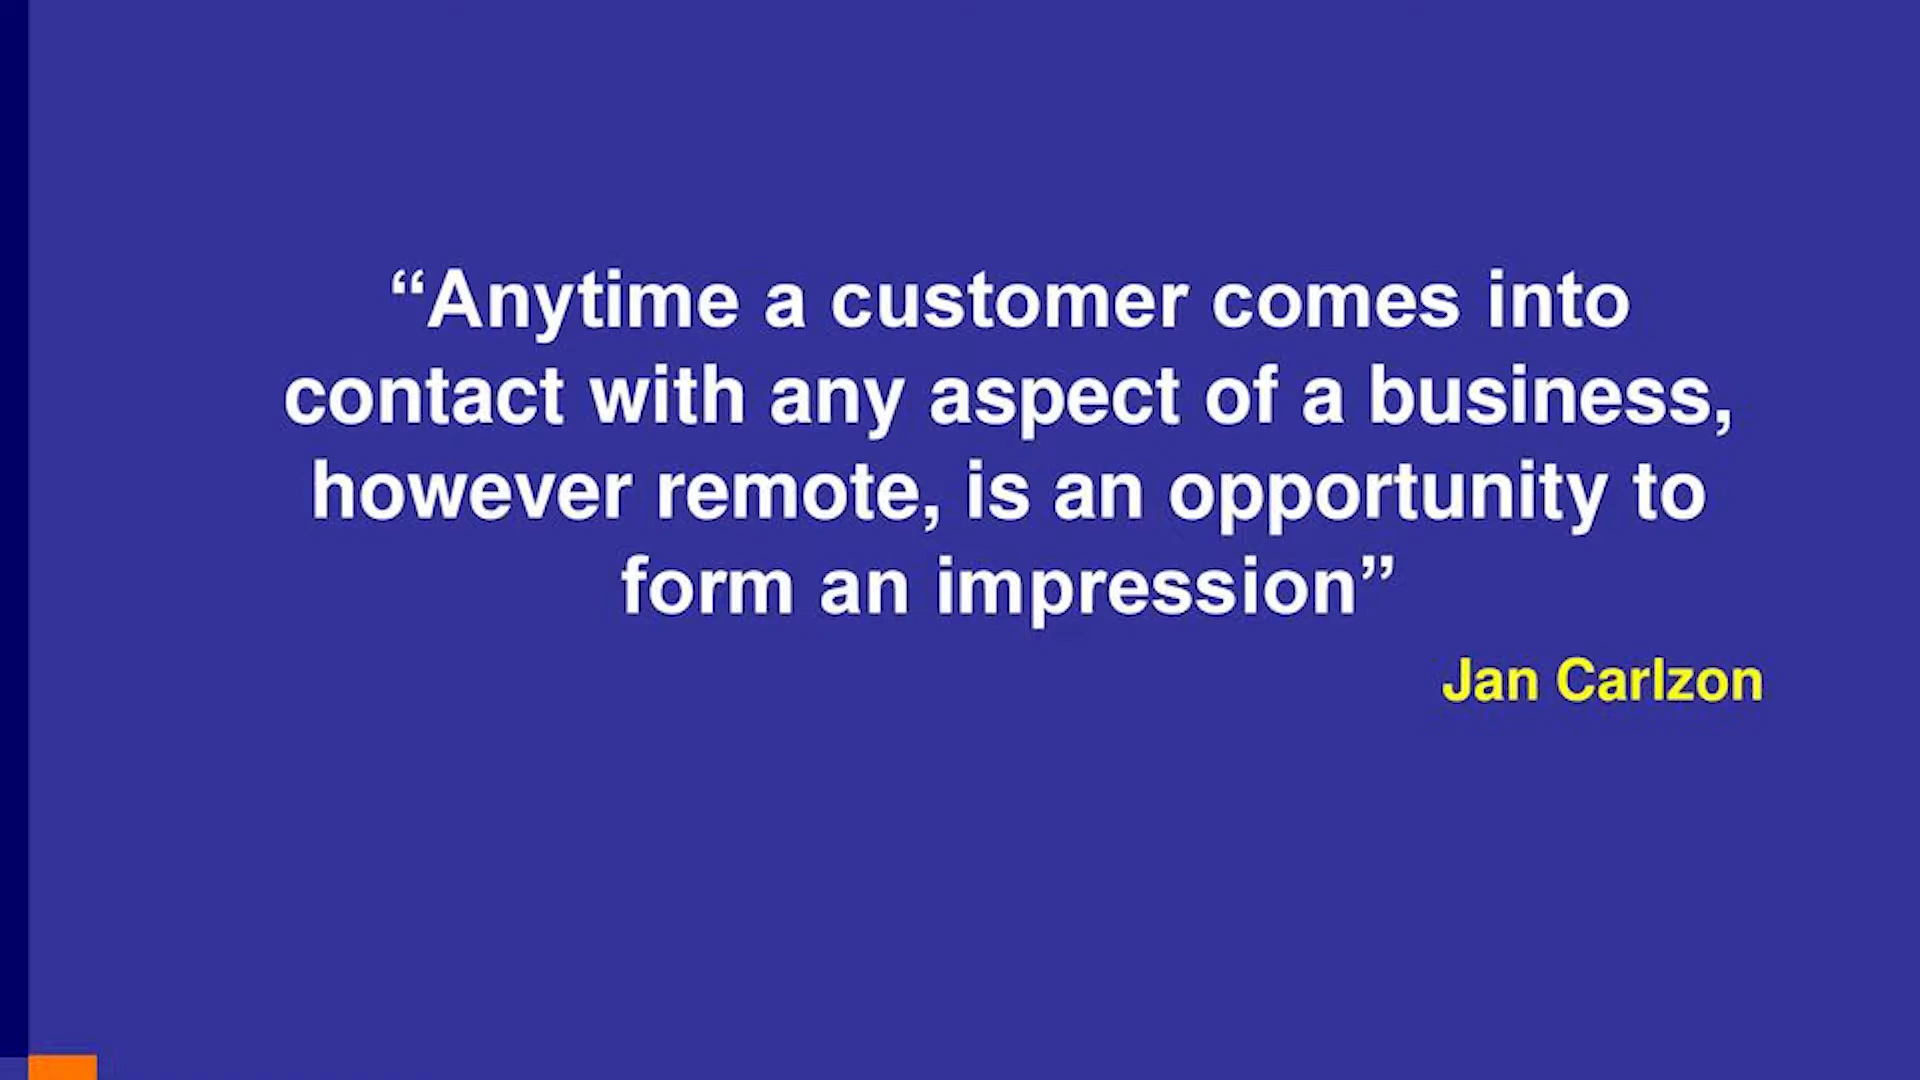 “Anytime a customer comes into
contact with any aspect of a business,
however remote, is an opportunity to
form an impression”
Jan Carlzon